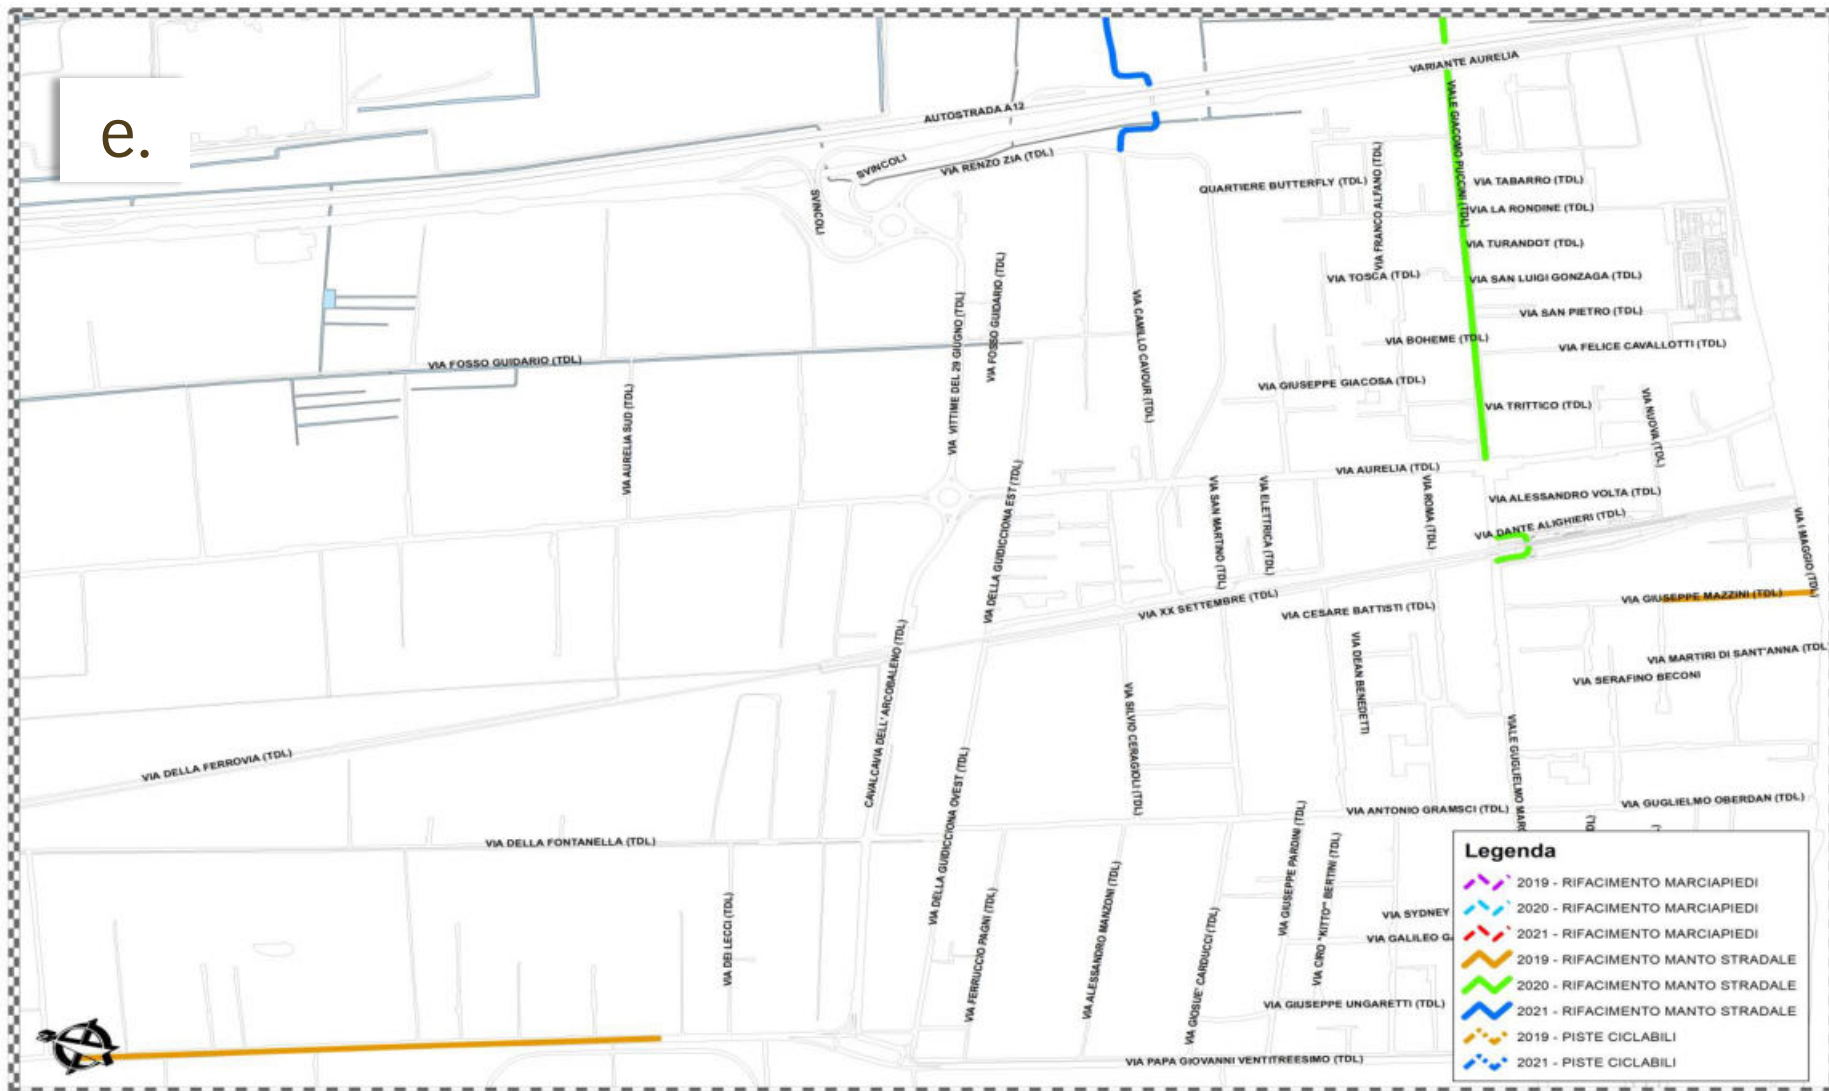 e.
VARIANTE AURELIA
AUTOSTRADA A12
SVINCOLI
VIA RENZO ZIA (TDL)
SVINCOLI
QUARTIERE BUTTERFLY (TDL)
VIA FRANCO ALFANO (TDL)
VIALE GIACOMO PUCCINI (TDL)
VIA TABARRO (TDL)
VIA LA RONDINE (TDL)
VIA TURANDOT (TDL)
VIA TOSCA (TDL)
VIA SAN LUIGI GONZAGA (TDL)
VIA SAN PIETRO (TDL)
VIA BOHEME (TDL)
VIA FELICE CAVALLOTTI (TDL)
VIA FOSSO GUIDARIO (TDL)
VIA VITTIME DEL 29 GIUGNO (TDL)
VIA FOSSO GUIDARIO (TDL)
VIA CAMILLO CAVOUR (TDL)
VIA GIUSEPPE GIACOSA (TDL)
VIA TRITTICO (TDL)
VIA NUOVA (TDL)
VIA AURELIA SUD (TDL)
VIA AURELIA (TDL)
VIA DELLA GUIDICCIONA EST (TDL)
VIA SAN MARTINO (TDL)
VIA ELETTRICA (TDL)
VIA ROMA (TDL)
VIA ALESSANDRO VOLTA (TDL)
VIA DANTE ALIGHIERI (TDL)
VIA I MAGGIO (TDL)
VIA XX SETTEMBRE (TDL)
VIA CESARE BATTISTI (TDL)
VIA GIUSEPPE MAZZINI (TDL)
VIA MARTIRI DI SANT'ANNA (TDL)
VIA SERAFINO BECONI
VIA DEAN BENEDETTI
CAVALCAVIA DELL'ARCOBALENO (TDL)
VIA SILVIO CERAGIOLI (TDL)
VIALE GUGLIELMO MAR
VIA DELLA FERROVIA (TDL)
VIA DELLA GUIDICCIONA OVEST (TDL)
VIA ANTONIO GRAMSCI (TDL)
VIA GUGLIELMO OBERDAN (TDL)
VIA DELLA FONTANELLA (TDL)
VIA DEI LECCI (TDL)
VIA FERRUCCIO PAGNI (TDL)
VIA ALESSANDRO MANZONI (TDL)
VIA GIOSUE' CARDUCCI (TDL)
VIA GIUSEPPE PARDINI (TDL)
VIA CIRO "KITTO" BERTINI (TDL)
VIA SYDNEY
VIA GALILEO G
VIA GIUSEPPE UNGARETTI (TDL)
VIA PAPA GIOVANNI VENTITREESIMO (TDL)
DL)
Legenda
2019 - RIFACIMENTO MARCIAPIEDI
2020 - RIFACIMENTO MARCIAPIEDI
2021 - RIFACIMENTO MARCIAPIEDI
2019 - RIFACIMENTO MANTO STRADALE
2020 - RIFACIMENTO MANTO STRADALE
2021 - RIFACIMENTO MANTO STRADALE
2019 - PISTE CICLABILI
2021 - PISTE CICLABILI